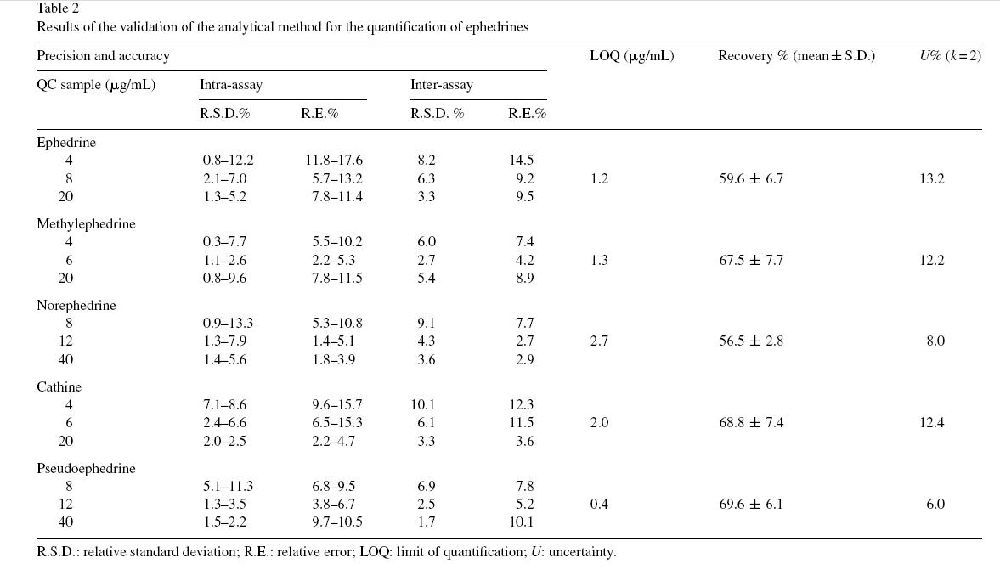 Table 2
Results of the validation of the analytical method for the quantification of ephedrines
Precision and accuracy LOQ (μg/mL) Recovery % (mean ± S.D.) U% (k = 2)
QC sample (μg/mL) Intra-assay Inter-assay
R.S.D.% R.E.% R.S.D. % R.E.%
Ephedrine
4 0.8–12.2 11.8–17.6 8.2 14.5
8 2.1–7.0 5.7–13.2 6.3 9.2 1.2 59.6 ± 6.7 13.2
20 1.3–5.2 7.8–11.4 3.3 9.5
Methylephedrine
4 0.3–7.7 5.5–10.2 6.0 7.4
6 1.1–2.6 2.2–5.3 2.7 4.2 1.3 67.5 ± 7.7 12.2
20 0.8–9.6 7.8–11.5 5.4 8.9
Norephedrine
8 0.9–13.3 5.3–10.8 9.1 7.7
12 1.3–7.9 1.4–5.1 4.3 2.7 2.7 56.5 ± 2.8 8.0
40 1.4–5.6 1.8–3.9 3.6 2.9
Cathine
4 7.1–8.6 9.6–15.7 10.1 12.3
6 2.4–6.6 6.5–15.3 6.1 11.5 2.0 68.8 ± 7.4 12.4
20 2.0–2.5 2.2–4.7 3.3 3.6
Pseudoephedrine
8 5.1–11.3 6.8–9.5 6.9 7.8
12 1.3–3.5 3.8–6.7 2.5 5.2 0.4 69.6 ± 6.1 6.0
40 1.5–2.2 9.7–10.5 1.7 10.1
R.S.D.: relative standard deviation; R.E.: relative error; LOQ: limit of quantification; U: uncertainty.